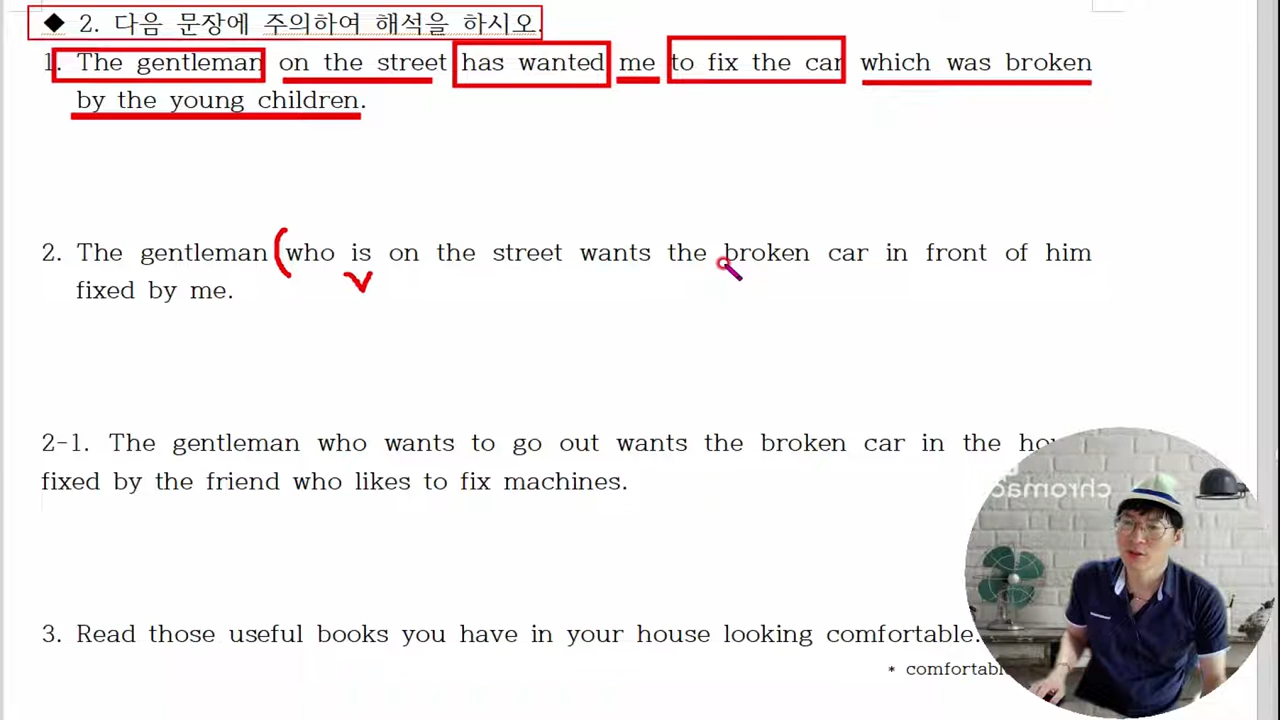 ◆ 2. 다음 문장에 주의하여 해석을 하시오.
1. The gentleman on the street has wanted me to fix the car which was broken
by the young children.
2. The gentleman who is on the street wants the broken car in front of him
fixed by me.
2-1. The gentleman who wants to go out wants the broken car in the
fixed by the friend who likes to fix machines.
3. Read those useful books you have in your house looking comfortable.
*